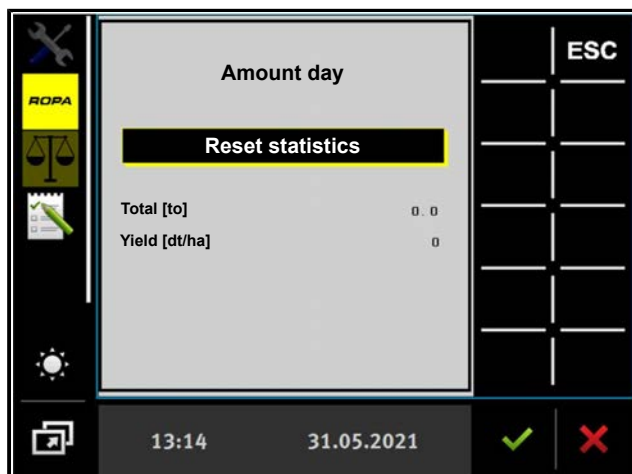 ESC
Amount day
ROPA
Reset statistics
Total [to] 0.0
Yield [dt/ha] 0
13:14 31.05.2021